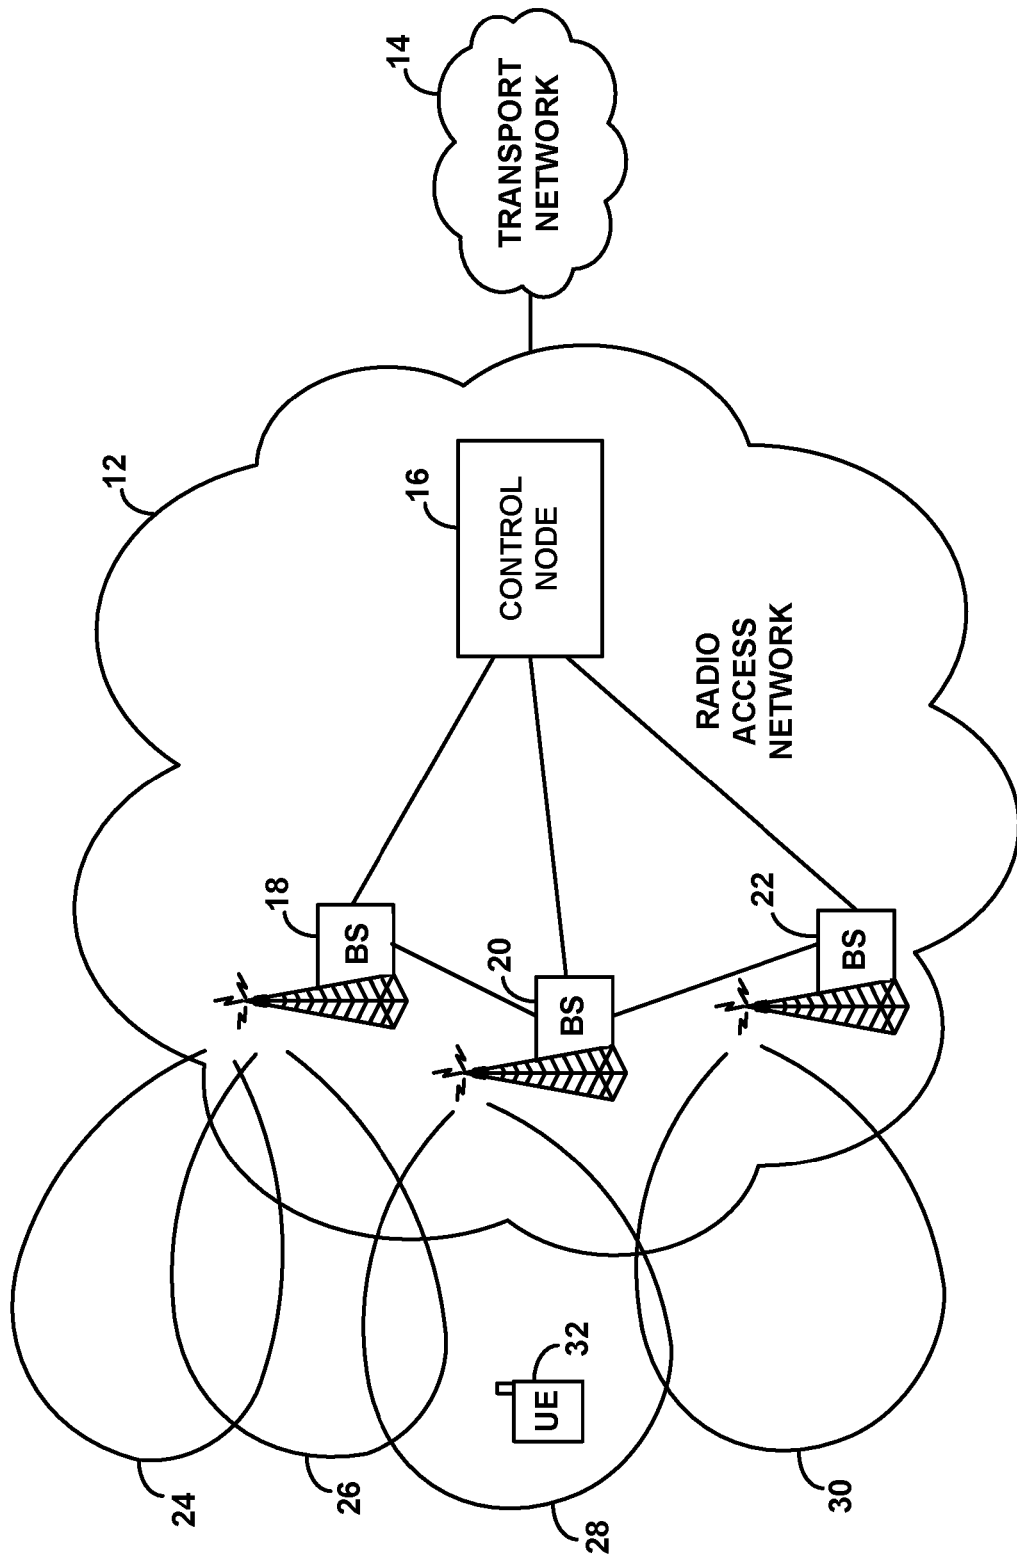 12
14
TRANSPORT
NETWORK
16
CONTROL
NODE
RADIO
ACCESS
NETWORK
18
BS
20
BS
22
BS
24
26
28
30
32
UE